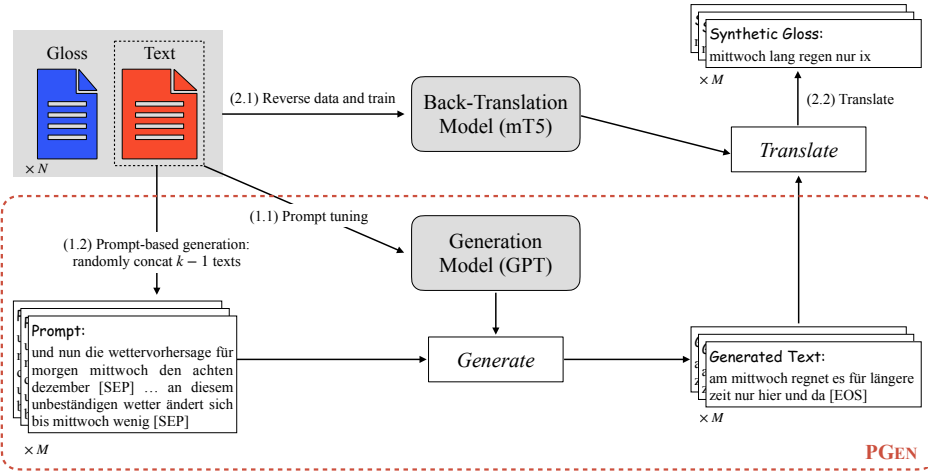 Gloss
Text
× N
(2.1) Reverse data and train
Back-Translation
Model (mT5)
Synthetic Gloss:
mittwoch lang regen nur ix
× M
(2.2) Translate
Translate
(1.1) Prompt tuning
(1.2) Prompt-based generation:
randomly concat k − 1 texts
Generation
Model (GPT)
Prompt:
und nun die wettervorhersage für
morgen mittwoch den achten
dezember [SEP] … an diesem
unbeständigen wetter ändert sich
bis mittwoch wenig [SEP]
× M
Generate
Generated Text:
am mittwoch regnet es für längere
zeit nur hier und da [EOS]
× M
PGEN